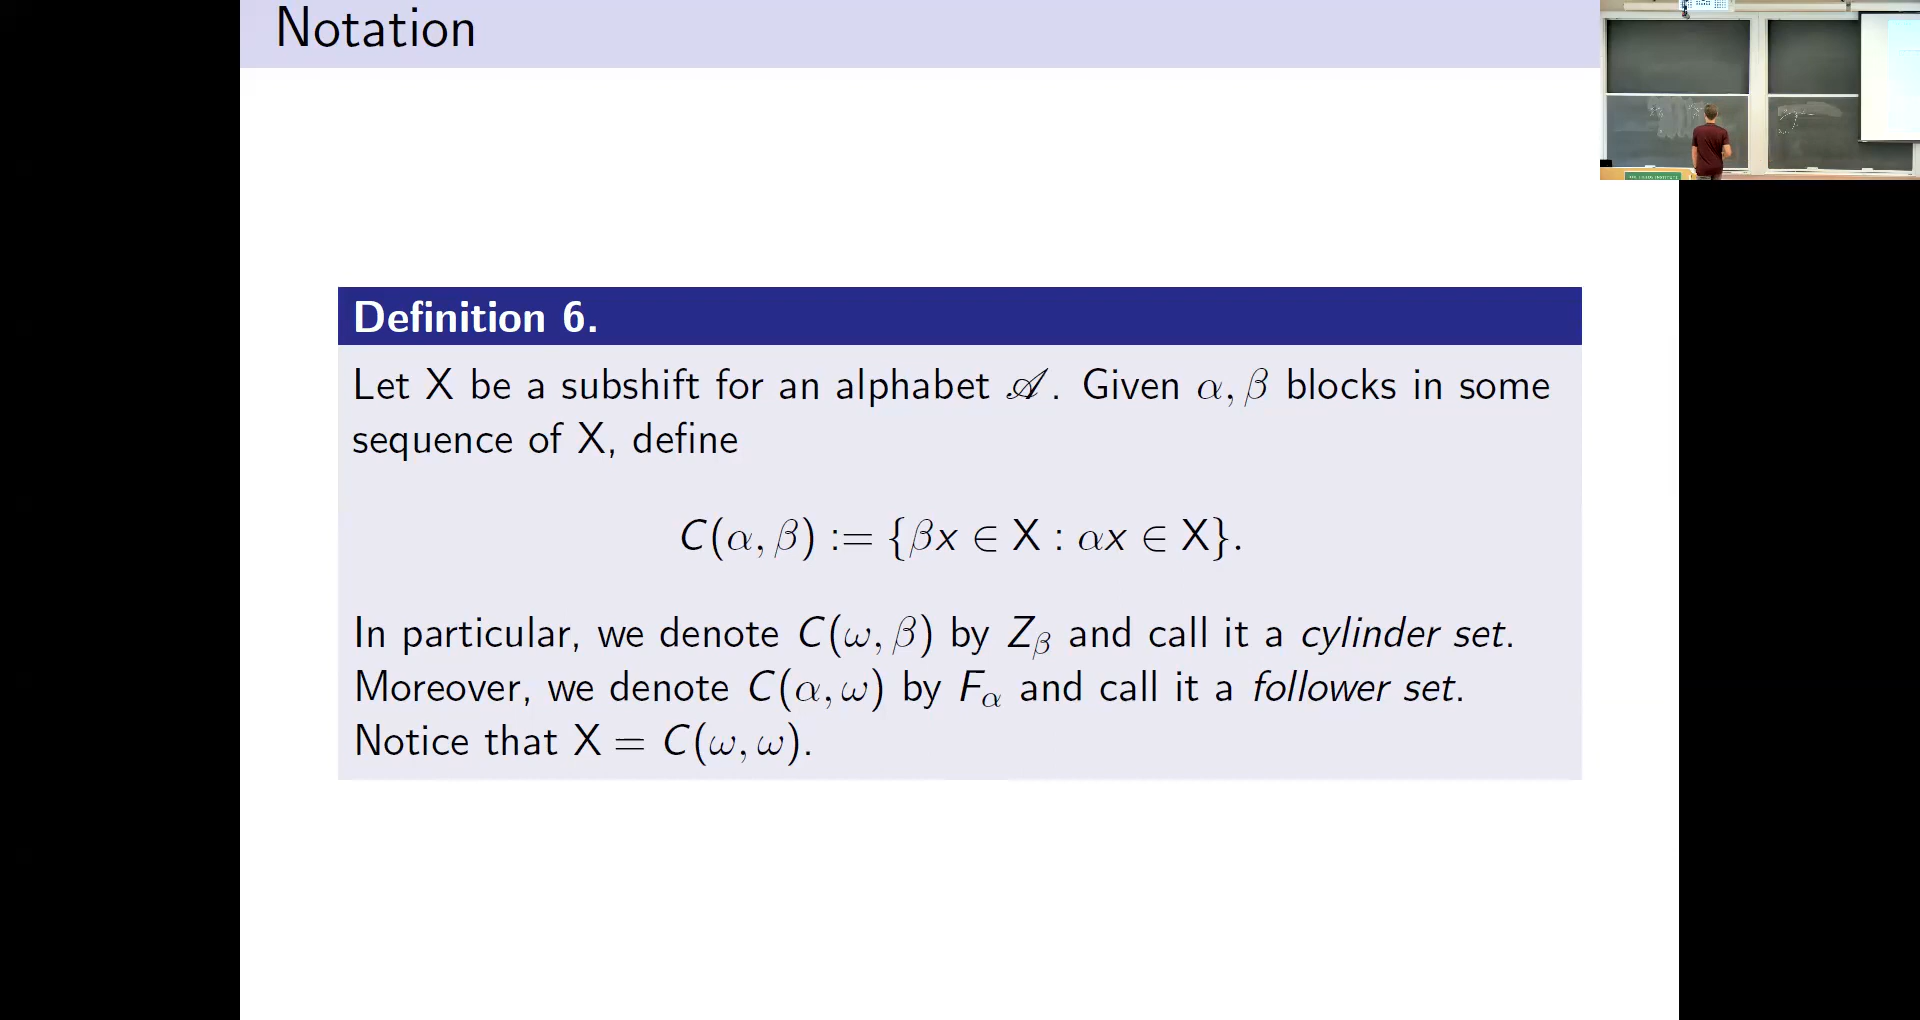 Notation
Definition 6.
Let X be a subshift for an alphabet 𝒜. Given α, β blocks in some
sequence of X, define
C(α, β) := {βx ∈ X : αx ∈ X}.
In particular, we denote C(ω, β) by Z_β and call it a cylinder set.
Moreover, we denote C(α, ω) by F_α and call it a follower set.
Notice that X = C(ω, ω).